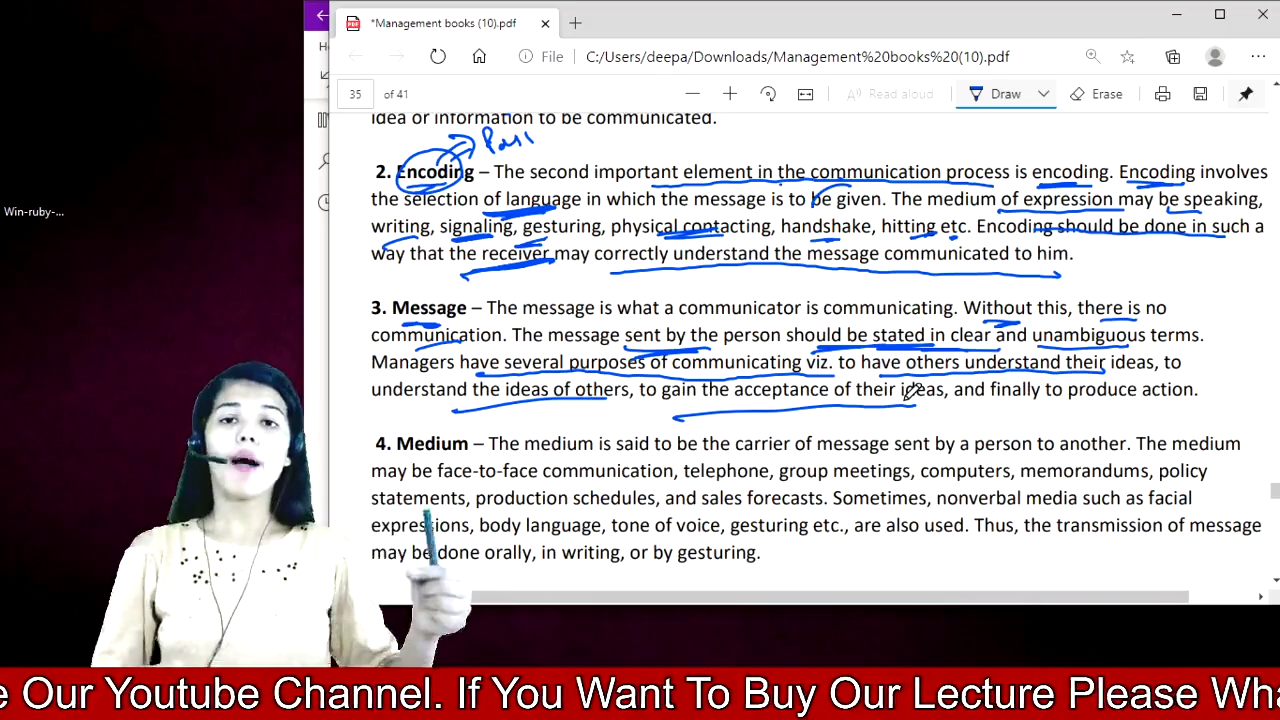 *Management books (10).pdf
File C:/Users/deepa/Downloads/Management%20books%20(10).pdf
35 of 41 Read aloud Draw Erase
idea or information to be communicated.
2. Encoding – The second important element in the communication process is encoding. Encoding involves
the selection of language in which the message is to be given. The medium of expression may be speaking,
writing, signaling, gesturing, physical contacting, handshake, hitting etc. Encoding should be done in such a
way that the receiver may correctly understand the message communicated to him.
3. Message – The message is what a communicator is communicating. Without this, there is no
communication. The message sent by the person should be stated in clear and unambiguous terms.
Managers have several purposes of communicating viz. to have others understand their ideas, to
understand the ideas of others, to gain the acceptance of their ideas, and finally to produce action.
4. Medium – The medium is said to be the carrier of message sent by a person to another. The medium
may be face-to-face communication, telephone, group meetings, computers, memorandums, policy
statements, production schedules, and sales forecasts. Sometimes, nonverbal media such as facial
expressions, body language, tone of voice, gesturing etc., are also used. Thus, the transmission of message
may be done orally, in writing, or by gesturing.
Win-ruby-...
e Our Youtube Channel. If You Want To Buy Our Lecture Please Wha